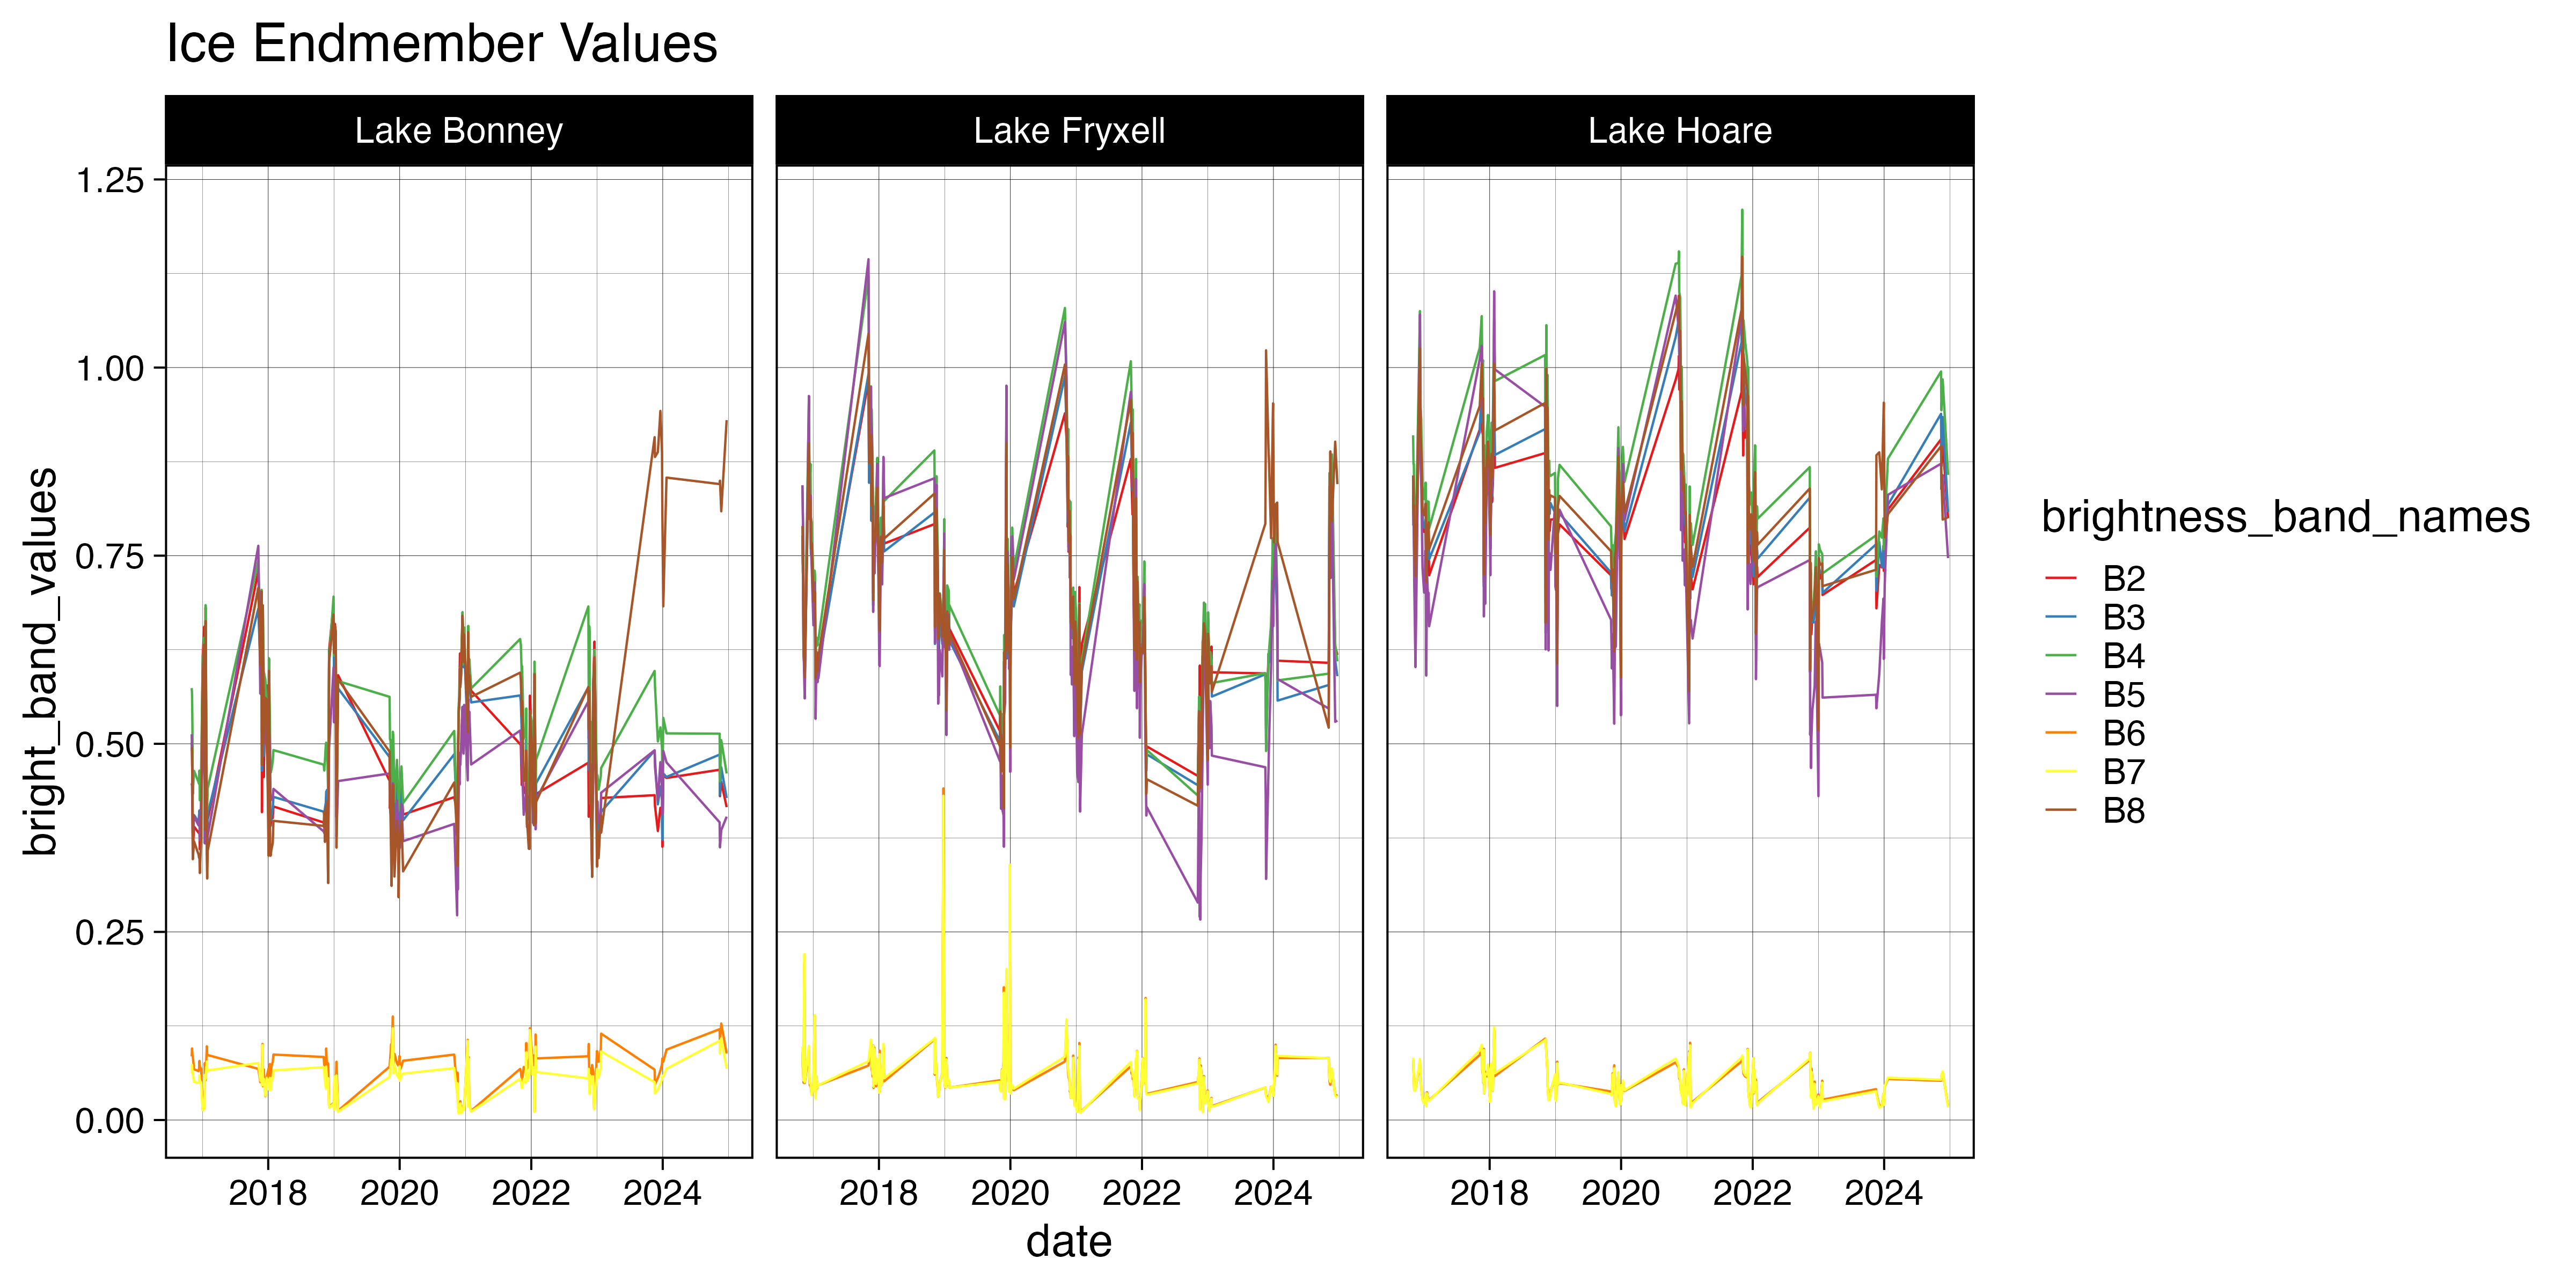 Ice Endmember Values
Lake Bonney
Lake Fryxell
Lake Hoare
bright_band_values
1.25
1.00
0.75
0.50
0.25
0.00
2018 2020 2022 2024
2018 2020 2022 2024
2018 2020 2022 2024
date
brightness_band_names
B2
B3
B4
B5
B6
B7
B8